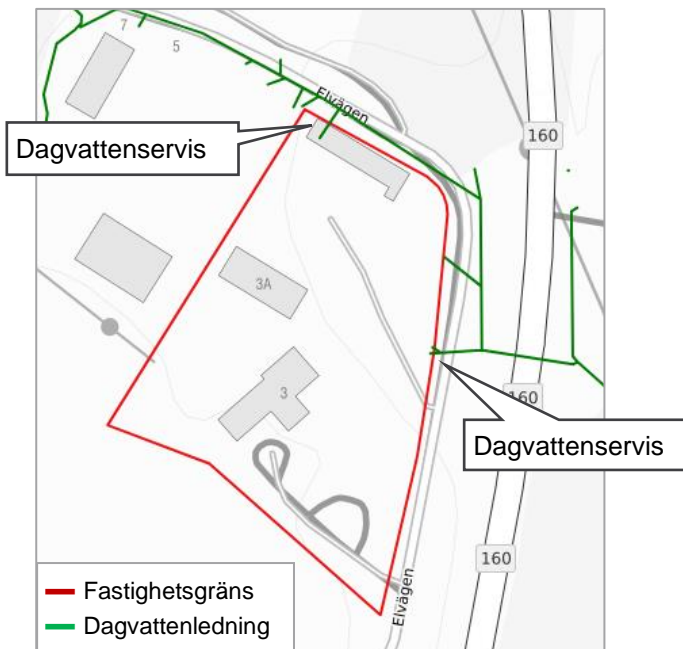 7
5
Elvägen
Dagvattenservis
160
3A
3
160
Dagvattenservis
160
Elvägen
Fastighetsgräns
Dagvattenledning